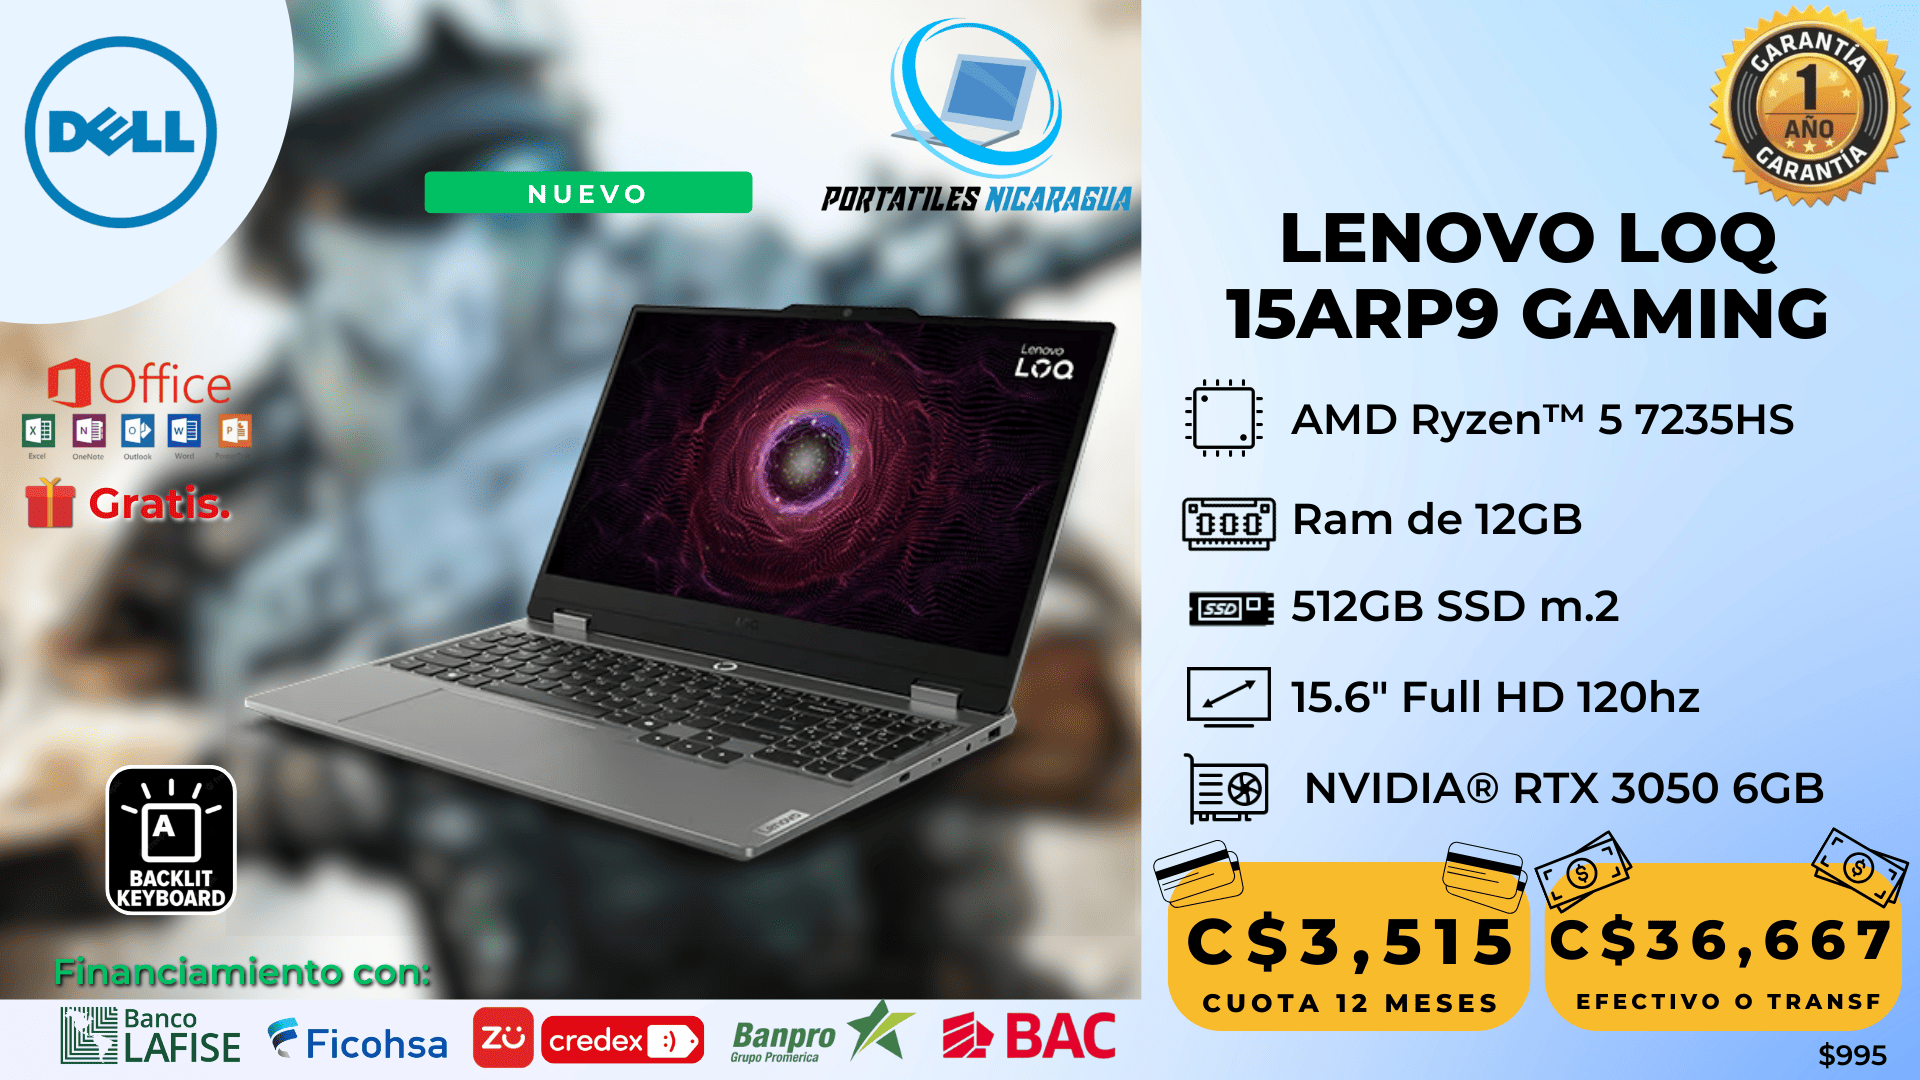 DELL
NUEVO
PORTATILES NICARAGUA
GARANTÍA
1
AÑO
GARANTÍA
LENOVO LOQ
15ARP9 GAMING
Lenovo
LOQ
Office
Excel
OneNote
Outlook
Word
Gratis.
AMD Ryzen™ 5 7235HS
Ram de 12GB
SSD
512GB SSD m.2
15.6" Full HD 120hz
NVIDIA® RTX 3050 6GB
Lenovo
A
BACKLIT
KEYBOARD
C$3,515
CUOTA 12 MESES
C$36,667
EFECTIVO O TRANSF
$995
Financiamiento con:
Banco
LAFISE
Ficohsa
zü
credex :)
Banpro
Grupo Promerica
BAC